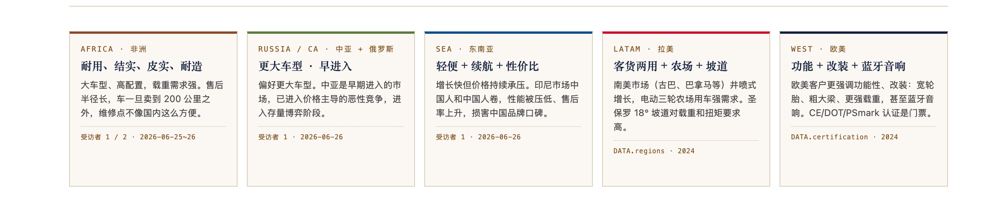 AFRICA · 非洲
耐用、结实、皮实、耐造
大车型、高配置，载重需求强。售后
半径长，车一旦卖到 200 公里之
外，维修点不像国内这么方便。
受访者 1 / 2 · 2026-06-25~26
RUSSIA / CA · 中亚 + 俄罗斯
更大车型 · 早进入
偏好更大车型。中亚是早期进入的市
场，已进入价格主导的恶性竞争，进
入存量博弈阶段。
受访者 1 · 2026-06-26
SEA · 东南亚
轻便 + 续航 + 性价比
增长快但价格持续承压。印尼市场中
国人和中国人卷，性能被压低、售后
率上升，损害中国品牌口碑。
受访者 1 · 2026-06-26
LATAM · 拉美
客货两用 + 农场 + 坡道
南美市场（古巴、巴拿马等）井喷式
增长，电动三轮农场用车强需求。圣
保罗 18° 坡道对载重和扭矩要求
高。
DATA.regions · 2024
WEST · 欧美
功能 + 改装 + 蓝牙音响
欧美客户更强调功能性、改装：宽轮
胎、粗大梁、更强载重，甚至蓝牙音
响。CE/DOT/PSmark 认证是门票。
DATA.certification · 2024